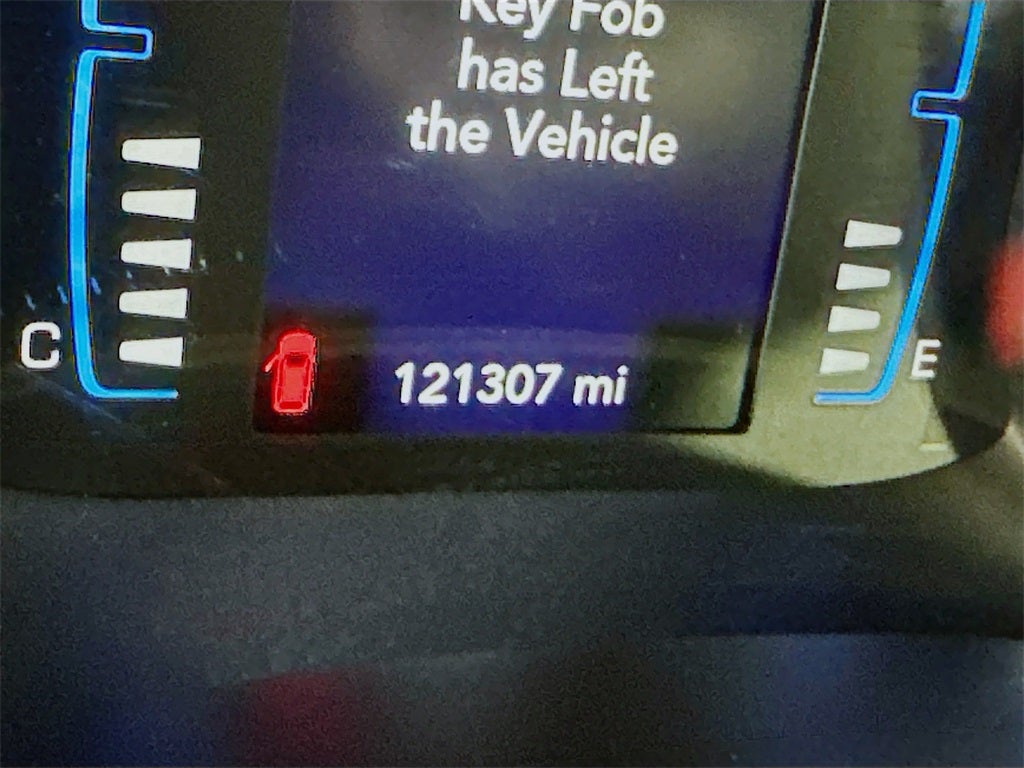 Key Fob
has Left
the Vehicle
C
E
121307 mi